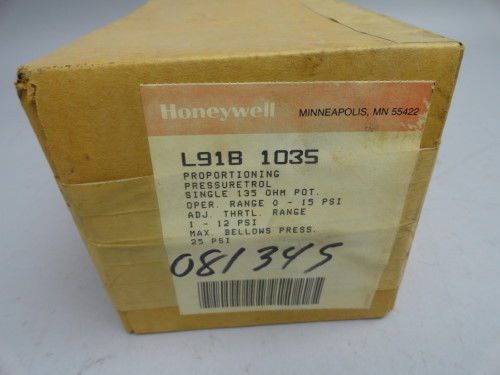 Honeywell MINNEAPOLIS, MN 55422
L91B 1035
PROPORTIONING
PRESSURETROL
SINGLE 135 OHM POT.
OPER. RANGE 0 - 15 PSI
ADJ. THRTL. RANGE
1 - 12 PSI
MAX. BELLOWS PRESS.
25 PSI
081345